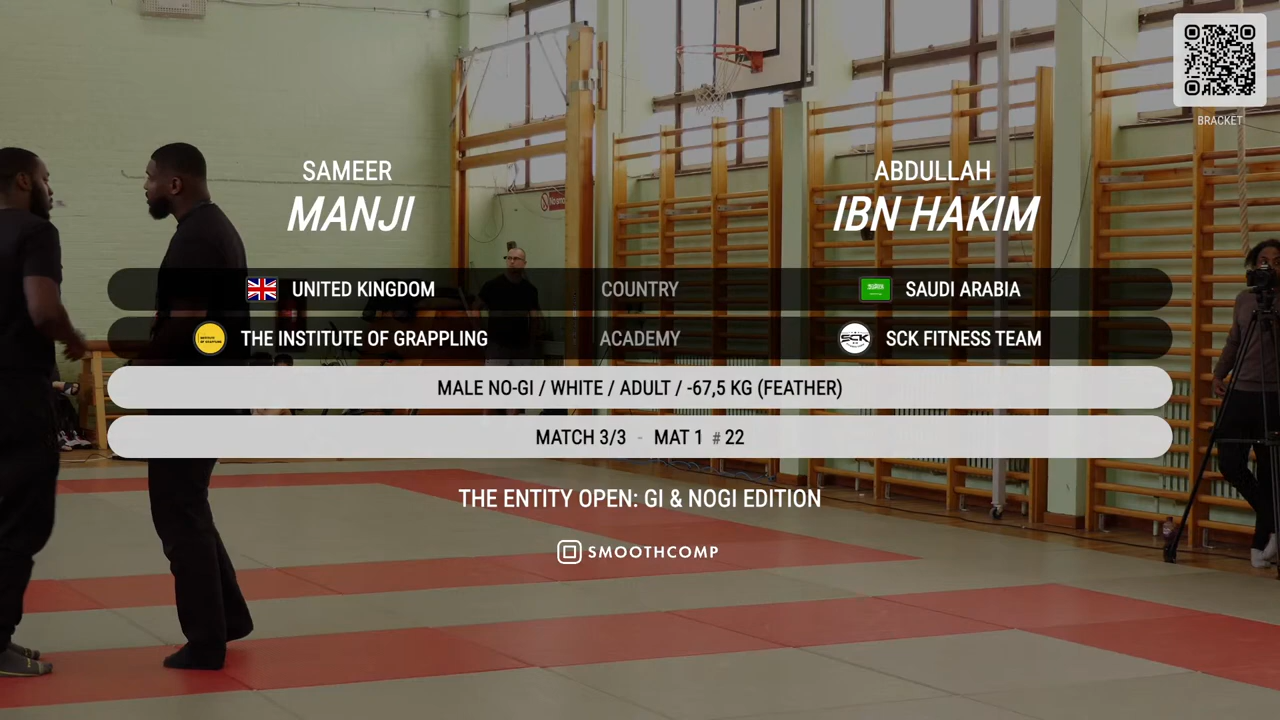 BRACKET
SAMEER
MANJI
ABDULLAH
IBN HAKIM
UNITED KINGDOM
COUNTRY
SAUDI ARABIA
THE INSTITUTE OF GRAPPLING
ACADEMY
SCK
SCK FITNESS TEAM
MALE NO-GI / WHITE / ADULT / -67,5 KG (FEATHER)
MATCH 3/3 - MAT 1 # 22
THE ENTITY OPEN: GI & NOGI EDITION
SMOOTHCOMP